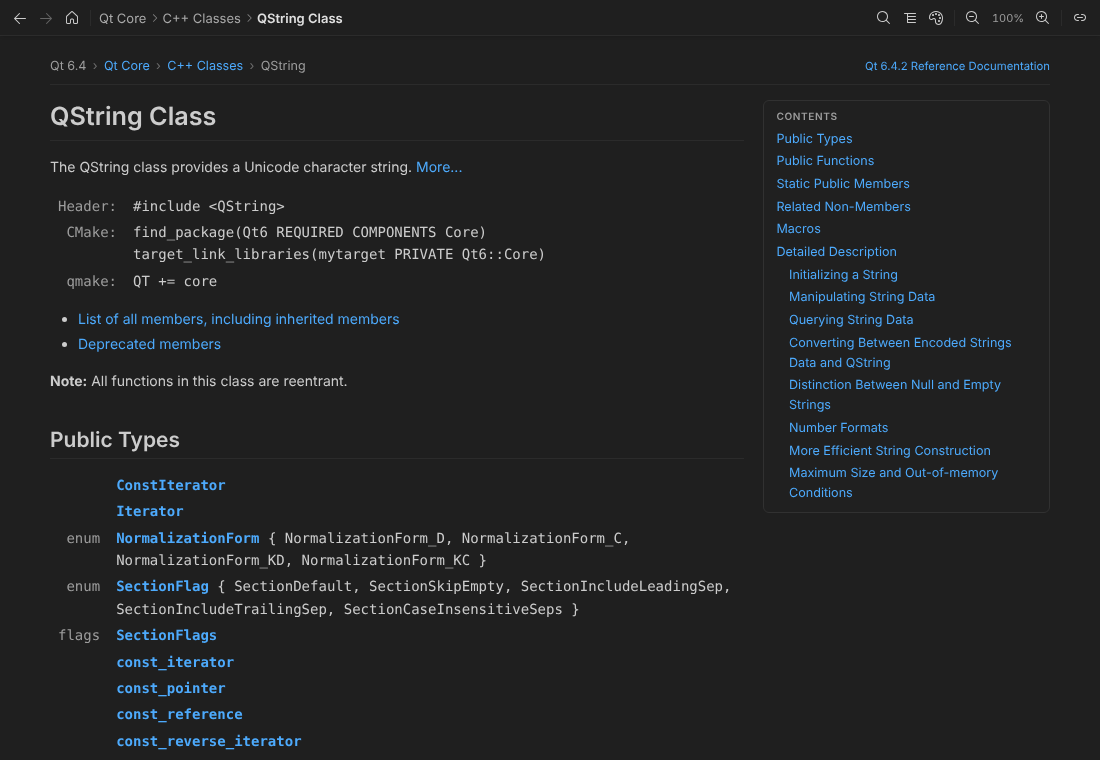 Qt Core > C++ Classes > QString Class
100%
Qt 6.4 > Qt Core > C++ Classes > QString
Qt 6.4.2 Reference Documentation
QString Class
The QString class provides a Unicode character string. More...
Header: #include <QString>
CMake: find_package(Qt6 REQUIRED COMPONENTS Core)
target_link_libraries(mytarget PRIVATE Qt6::Core)
qmake: QT += core
• List of all members, including inherited members
• Deprecated members
Note: All functions in this class are reentrant.
Public Types
ConstIterator
Iterator
enum NormalizationForm { NormalizationForm_D, NormalizationForm_C,
NormalizationForm_KD, NormalizationForm_KC }
enum SectionFlag { SectionDefault, SectionSkipEmpty, SectionIncludeLeadingSep,
SectionIncludeTrailingSep, SectionCaseInsensitiveSeps }
flags SectionFlags
const_iterator
const_pointer
const_reference
const_reverse_iterator
CONTENTS
Public Types
Public Functions
Static Public Members
Related Non-Members
Macros
Detailed Description
Initializing a String
Manipulating String Data
Querying String Data
Converting Between Encoded Strings
Data and QString
Distinction Between Null and Empty
Strings
Number Formats
More Efficient String Construction
Maximum Size and Out-of-memory
Conditions